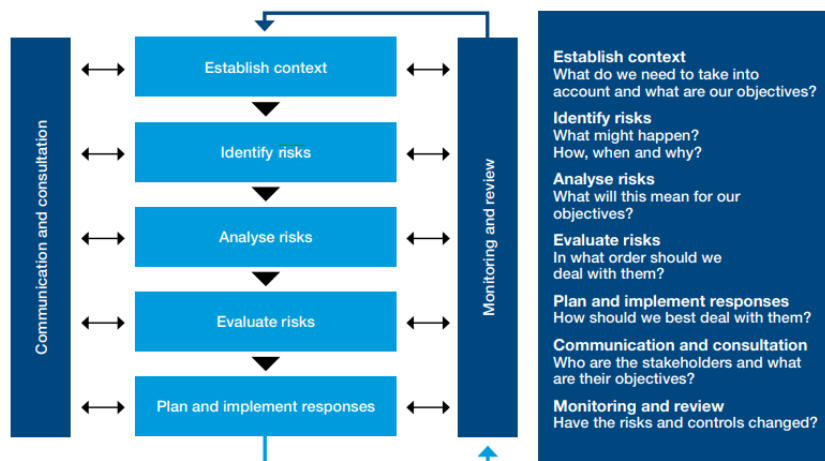 Communication and consultation
Establish context
Identify risks
Analyse risks
Evaluate risks
Plan and implement responses
Monitoring and review
Establish context
What do we need to take into
account and what are our objectives?
Identify risks
What might happen?
How, when and why?
Analyse risks
What will this mean for our
objectives?
Evaluate risks
In what order should we
deal with them?
Plan and implement responses
How should we best deal with them?
Communication and consultation
Who are the stakeholders and what
are their objectives?
Monitoring and review
Have the risks and controls changed?